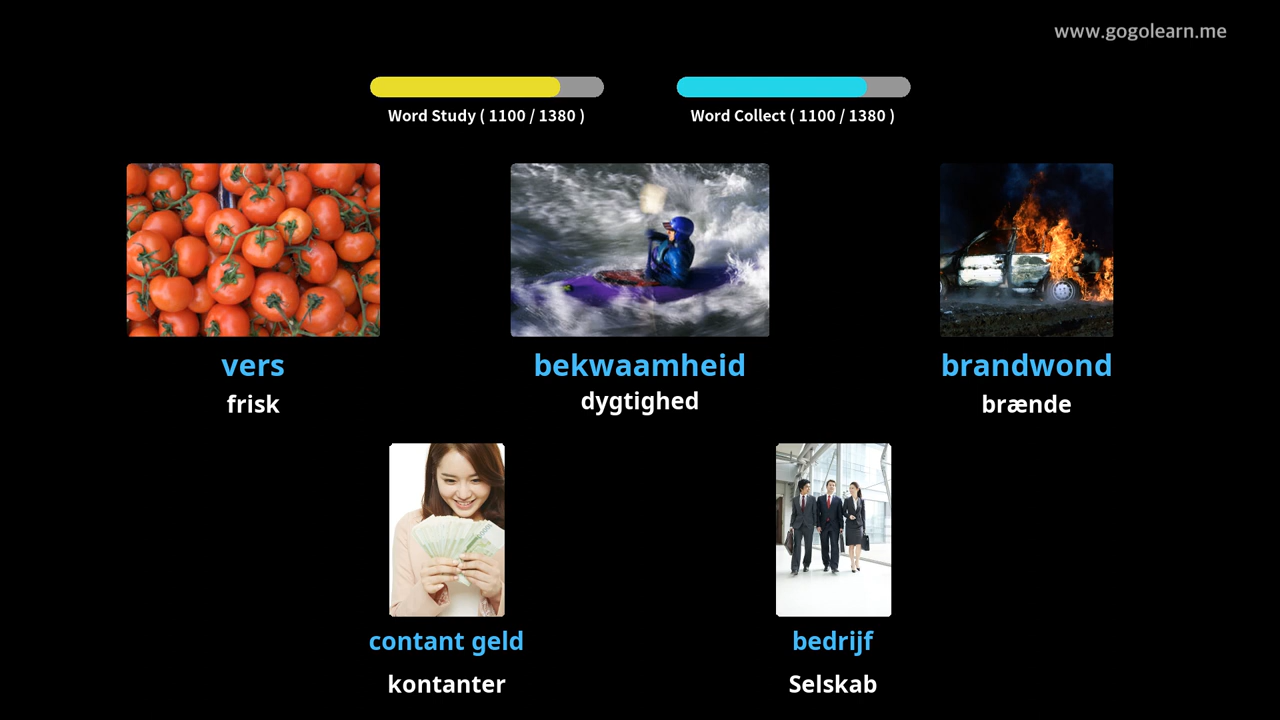 www.gogolearn.me
Word Study ( 1100 / 1380 )
Word Collect ( 1100 / 1380 )
vers
frisk
bekwaamheid
dygtighed
brandwond
brænde
contant geld
kontanter
bedrijf
Selskab